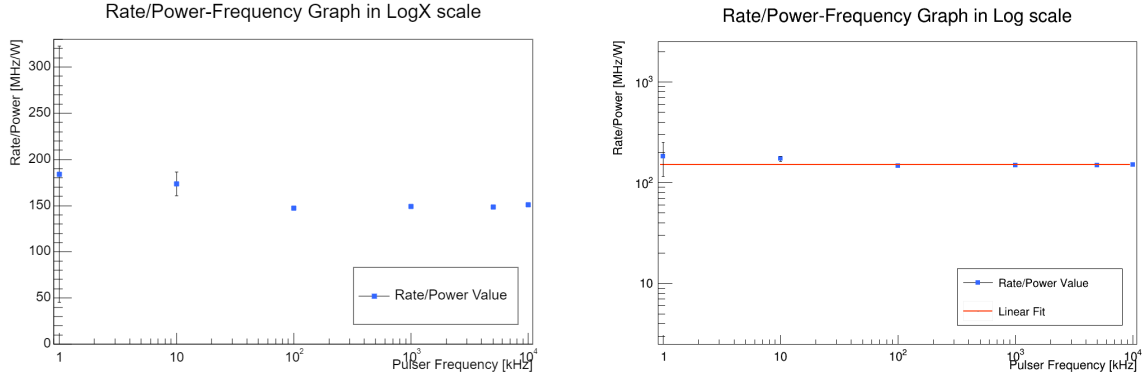 Rate/Power-Frequency Graph in LogX scale
Rate/Power [MHz/W]
300
250
200
150
100
50
0
1
10
10²
10³
10⁴
Pulser Frequency [kHz]
Rate/Power Value
Rate/Power-Frequency Graph in Log scale
Rate/Power [MHz/W]
10³
10²
10
1
10
10²
10³
10⁴
Pulser Frequency [kHz]
Rate/Power Value
Linear Fit